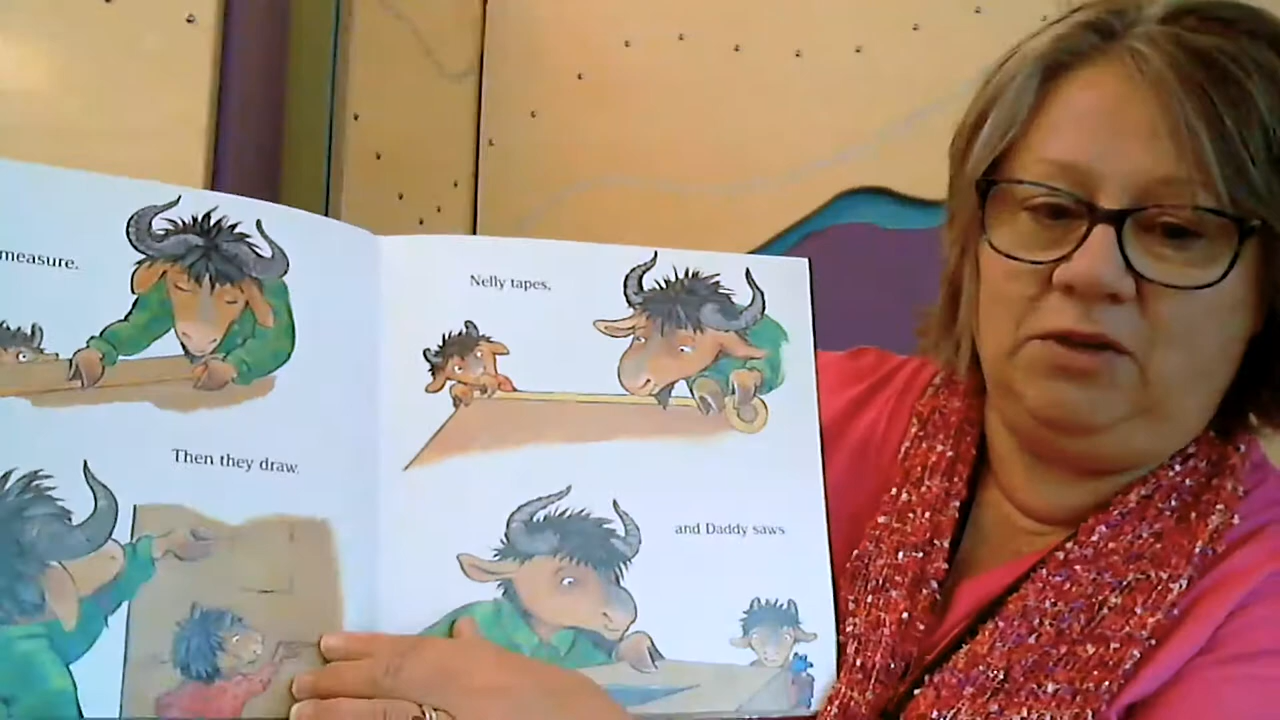 measure.
Then they draw.
Nelly tapes,
and Daddy saws